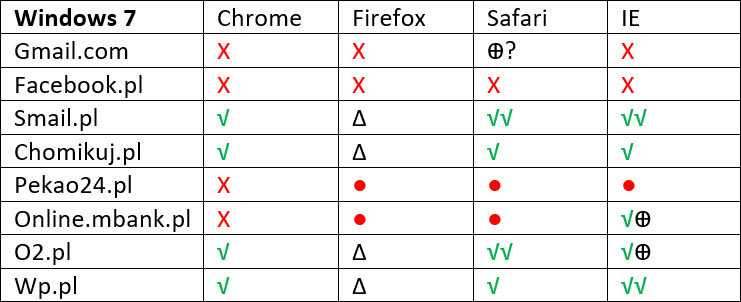 Windows 7 Chrome Firefox Safari IE
Gmail.com X X ⊕? X
Facebook.pl X X X X
Smail.pl √ Δ √√ √√
Chomikuj.pl √ Δ √ √
Pekao24.pl X ● ● ●
Online.mbank.pl X ● ● √⊕
O2.pl √ Δ √√ √⊕
Wp.pl √ Δ √ √√